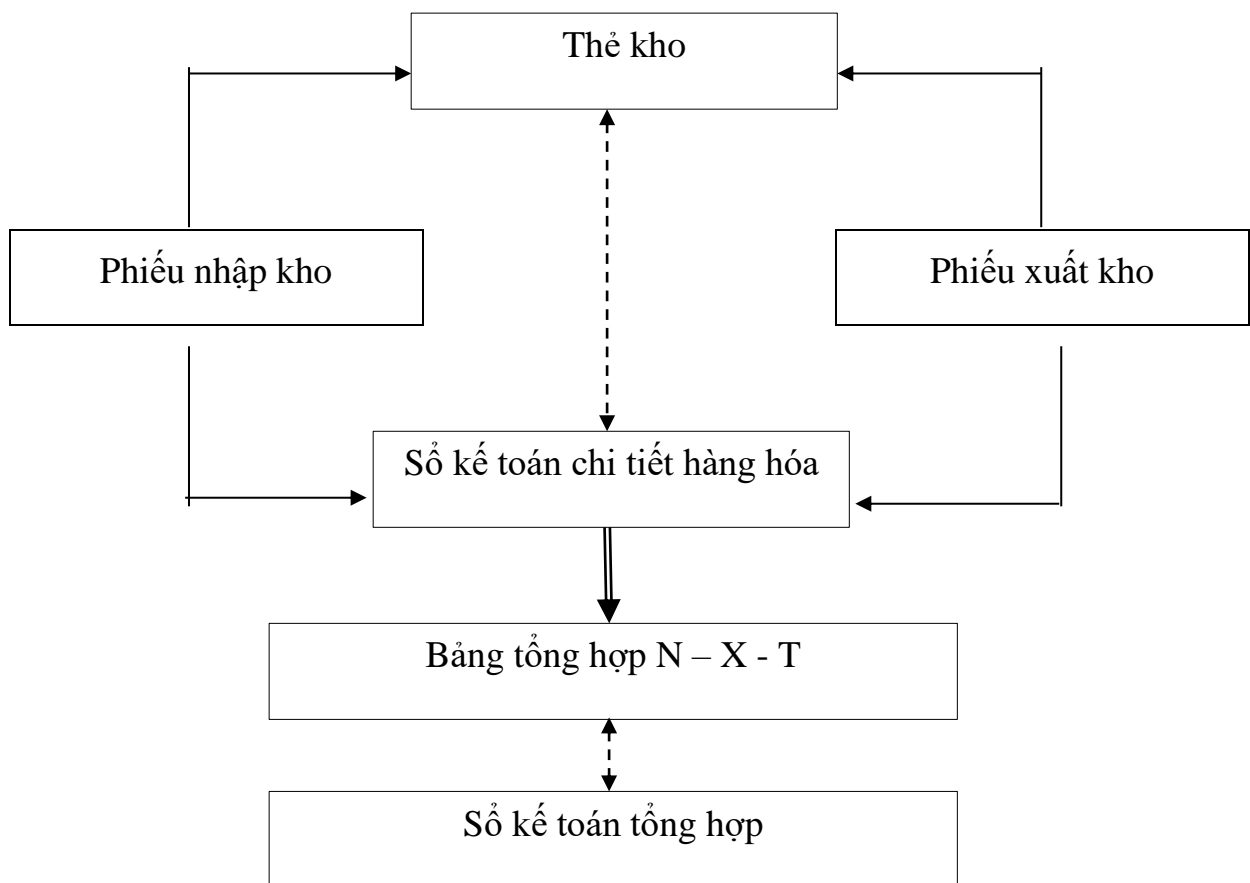 Thẻ kho
Phiếu nhập kho
Phiếu xuất kho
Sổ kế toán chi tiết hàng hóa
Bảng tổng hợp N – X - T
Sổ kế toán tổng hợp